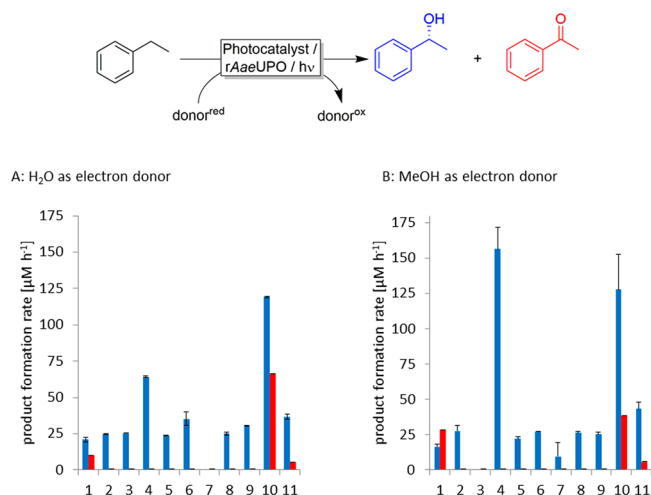 OH
O
Photocatalyst /
rAaeUPO / hν
+
donorʳᵉᵈ
donorᵒˣ
A: H₂O as electron donor
B: MeOH as electron donor
product formation rate [µM h⁻¹]
175
150
125
100
75
50
25
0
1 2 3 4 5 6 7 8 9 10 11
product formation rate [µM h⁻¹]
175
150
125
100
75
50
25
0
1 2 3 4 5 6 7 8 9 10 11